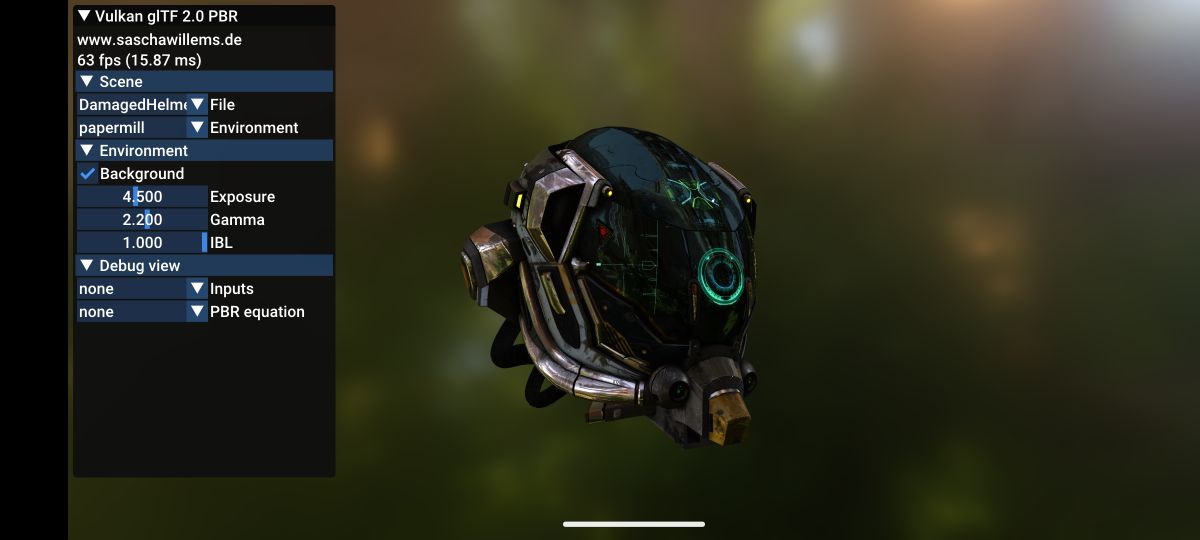 Vulkan glTF 2.0 PBR
www.saschawillems.de
63 fps (15.87 ms)
Scene
DamagedHelme File
papermill Environment
Environment
Background
4.500 Exposure
2.200 Gamma
1.000 IBL
Debug view
none Inputs
none PBR equation